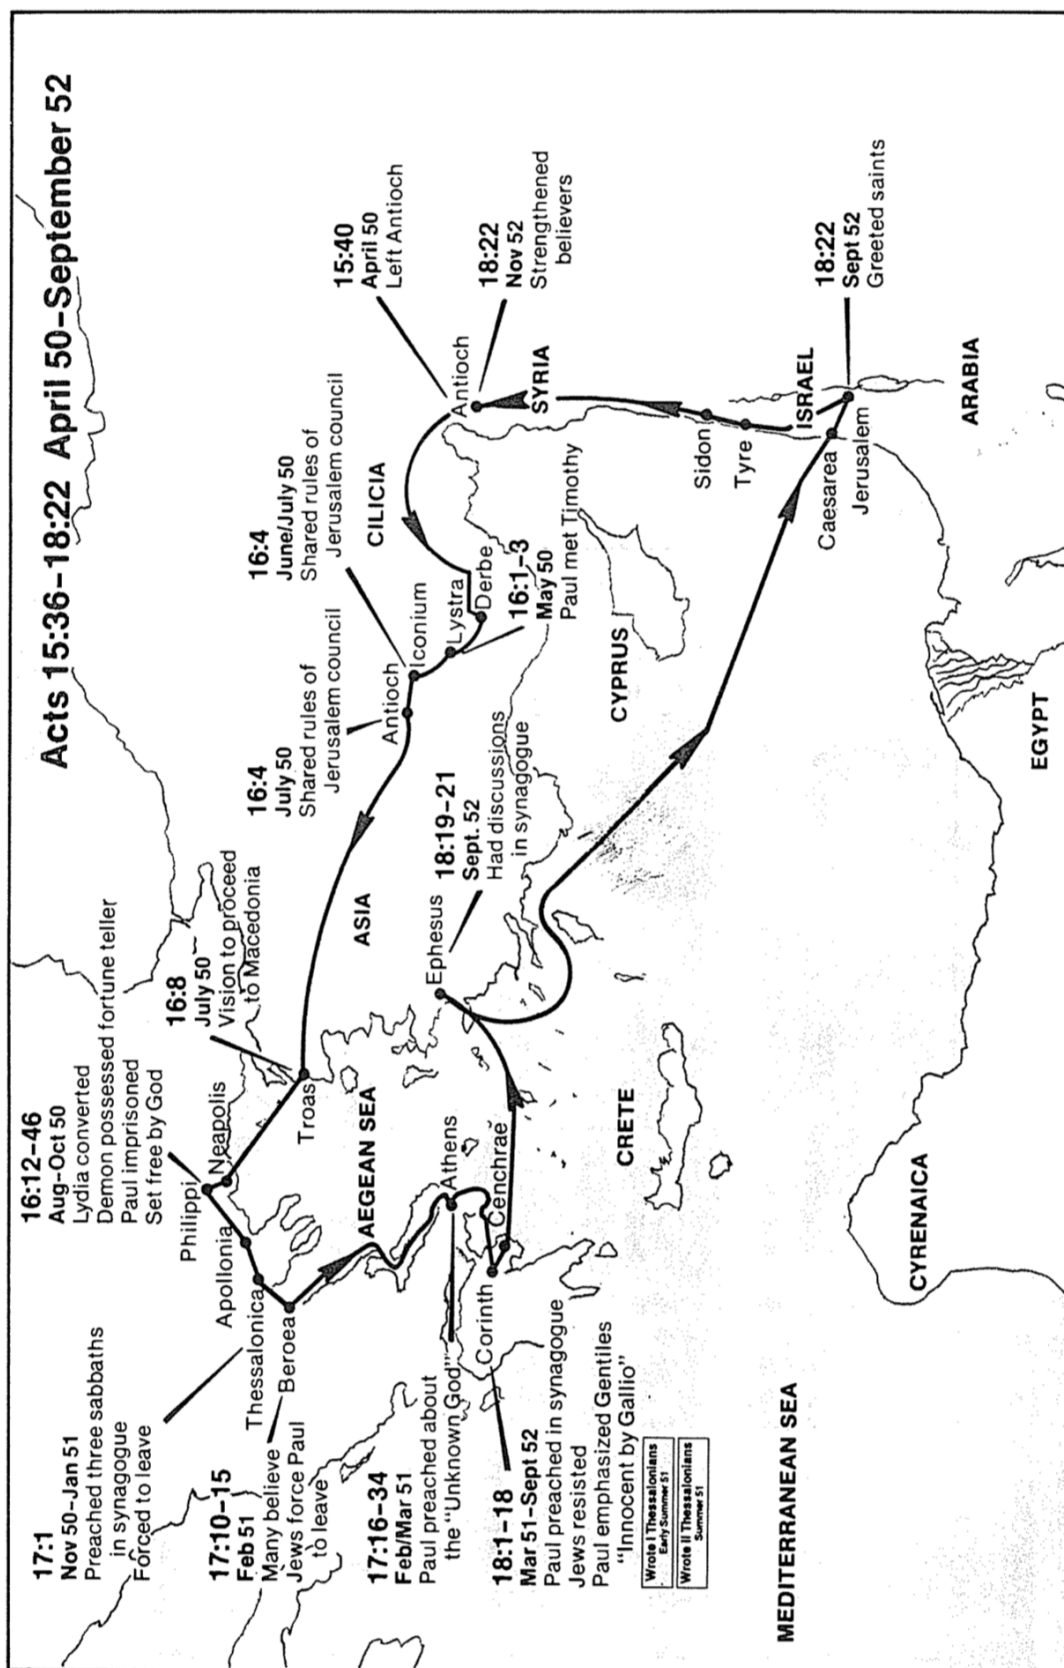 Acts 15:36–18:22 April 50–September 52
16:12–46
Aug–Oct 50
Lydia converted
Demon possessed fortune teller
Paul imprisoned
Set free by God
16:8
July 50
Vision to proceed
to Macedonia
16:4
July 50
Shared rules of
Jerusalem council
16:4
June/July 50
Shared rules of
Jerusalem council
15:40
April 50
Left Antioch
18:22
Nov 52
Strengthened
believers
17:1
Nov 50–Jan 51
Preached three sabbaths
in synagogue
Forced to leave
Philippi
Neapolis
Apollonia
Thessalonica
Beroea
Troas
ASIA
Antioch
Iconium
Lystra
Derbe
CILICIA
Antioch
SYRIA
17:10–15
Feb 51
Many believe
Jews force Paul
to leave
AEGEAN SEA
Ephesus
18:19–21
Sept. 52
Had discussions
in synagogue
16:1–3
May 50
Paul met Timothy
17:16–34
Feb/Mar 51
Paul preached about
the "Unknown God"
Athens
Cenchrae
Corinth
18:1–18
Mar 51–Sept 52
Paul preached in synagogue
Jews resisted
Paul emphasized Gentiles
"Innocent by Gallio"
Wrote I Thessalonians
Early Summer 51
Wrote II Thessalonians
Summer 51
CRETE
CYPRUS
Sidon
Tyre
ISRAEL
Caesarea
Jerusalem
18:22
Sept 52
Greeted saints
MEDITERRANEAN SEA
CYRENAICA
EGYPT
ARABIA